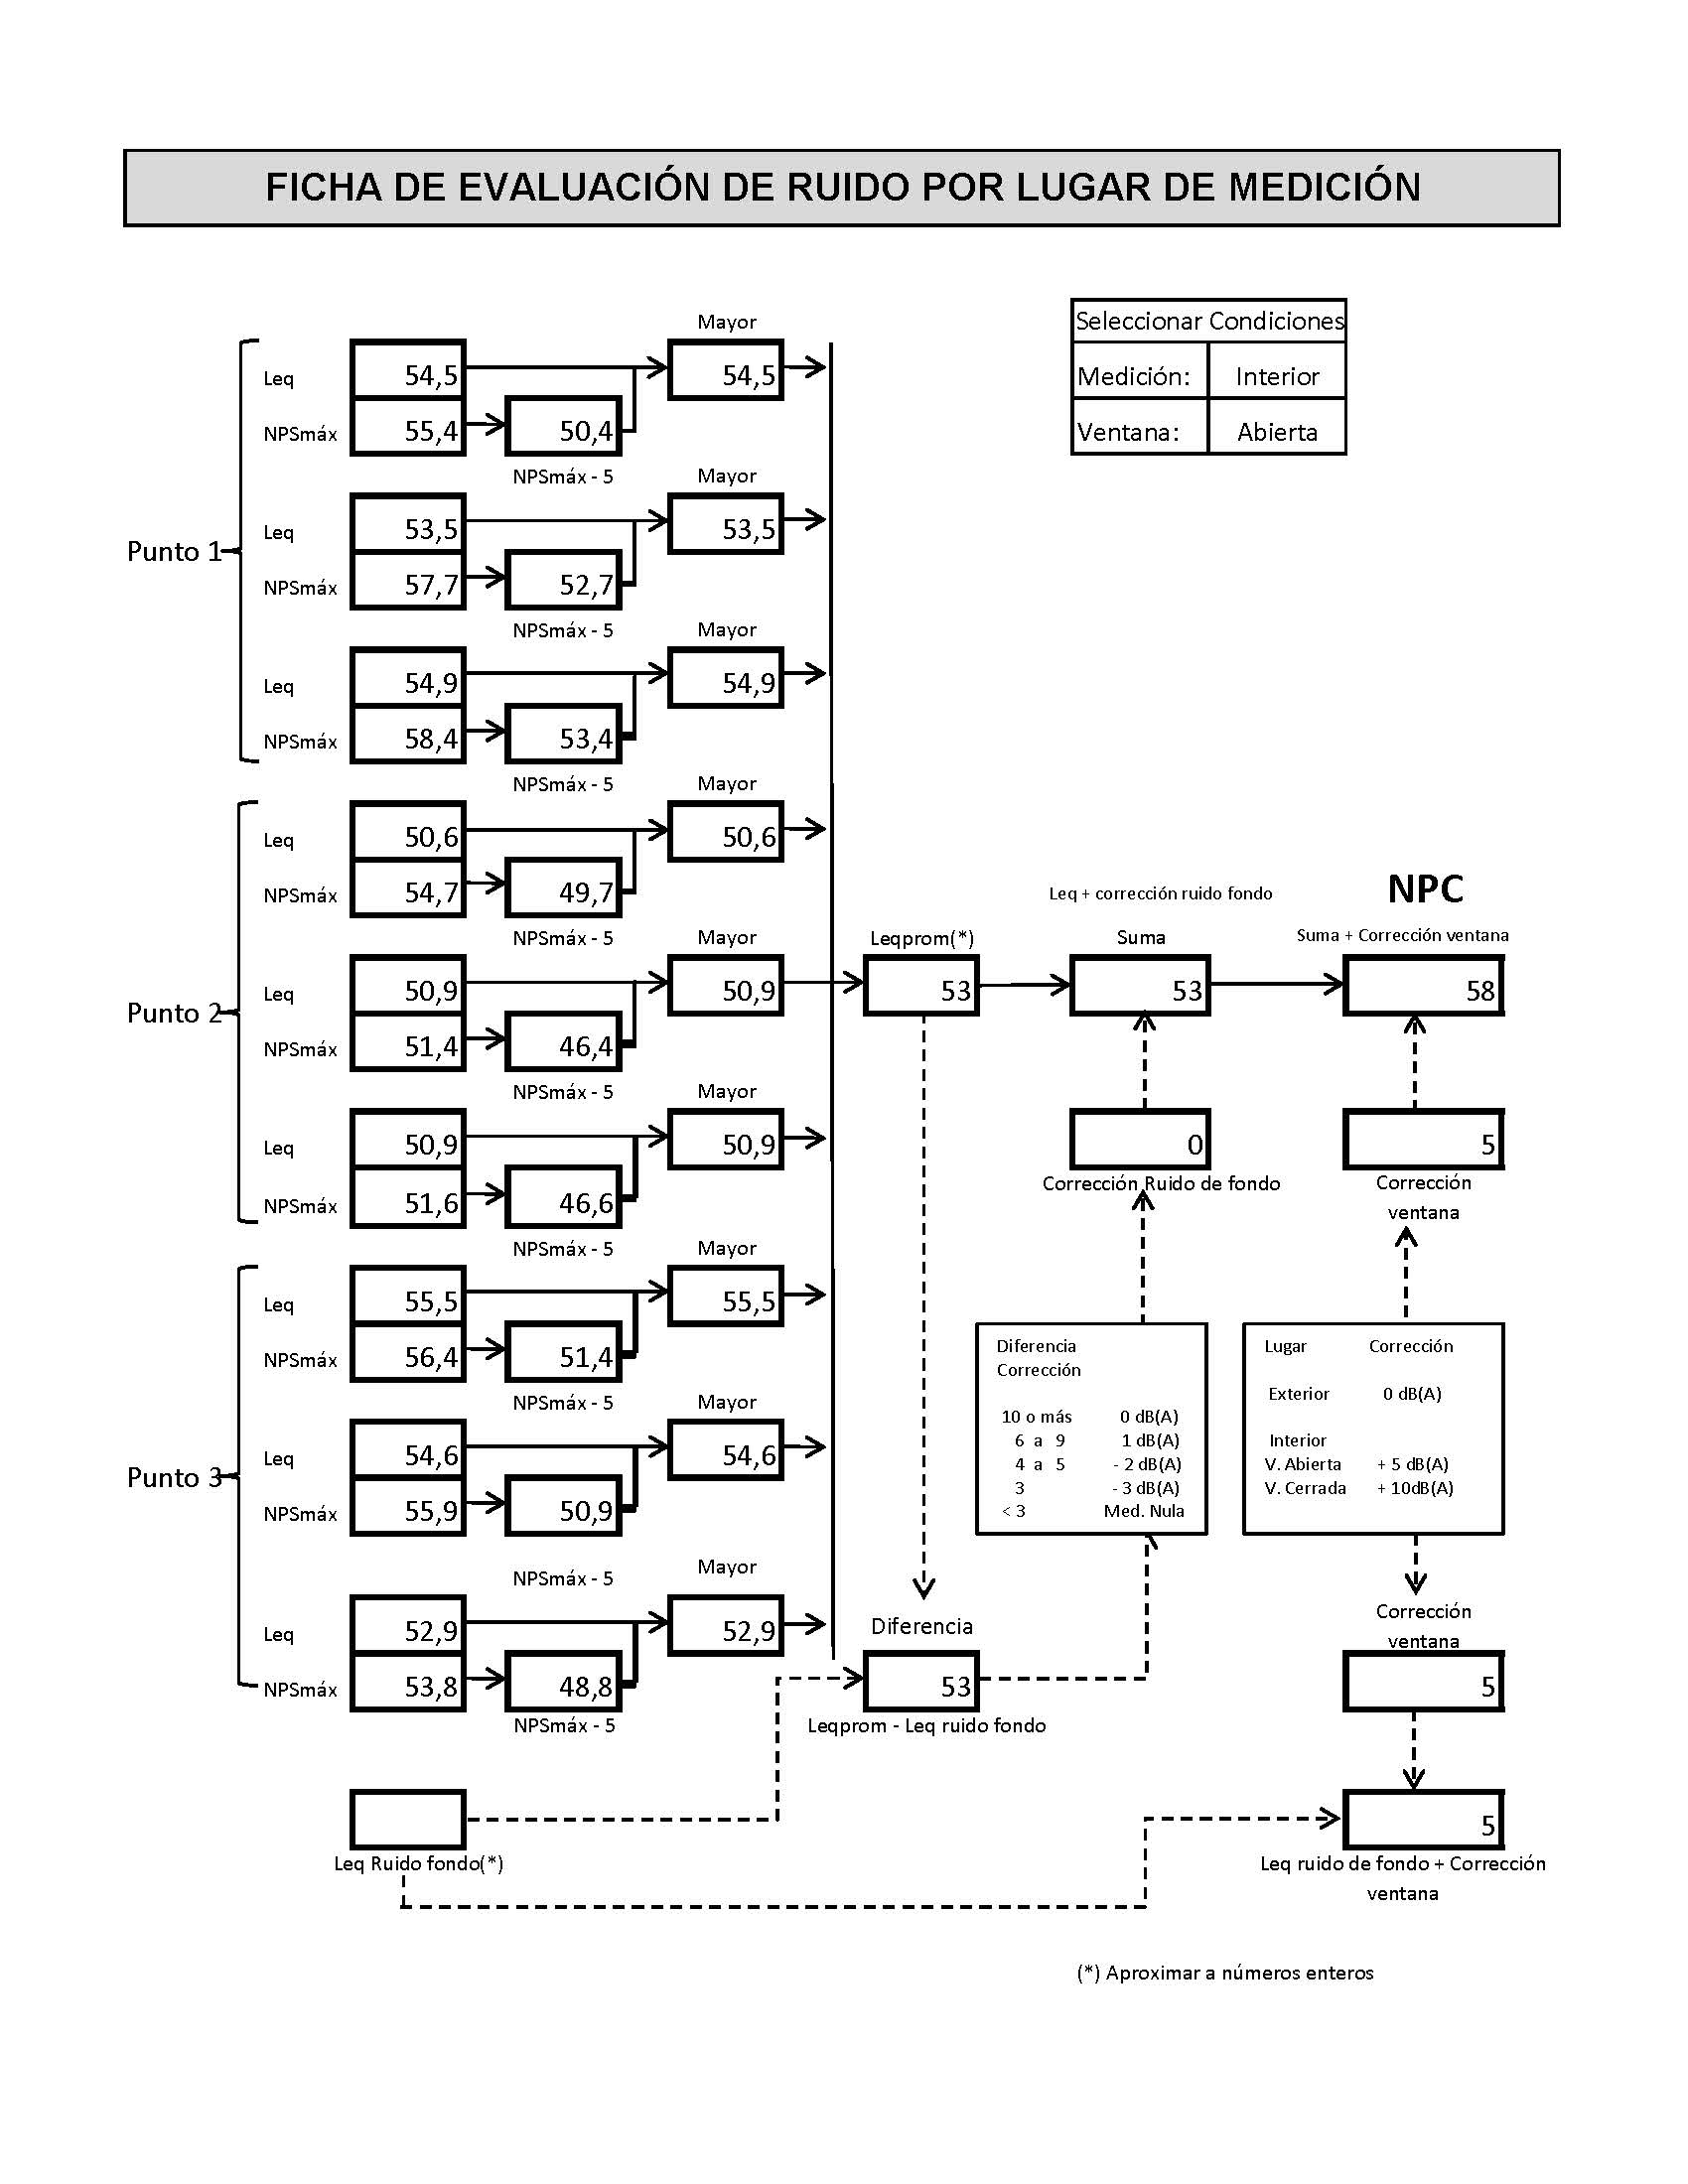 FICHA DE EVALUACIÓN DE RUIDO POR LUGAR DE MEDICIÓN
Seleccionar Condiciones
Medición: Interior
Ventana: Abierta
Punto 1
Mayor
Leq 54,5 54,5
NPSmáx 55,4 50,4
NPSmáx - 5
Mayor
Leq 53,5 53,5
NPSmáx 57,7 52,7
NPSmáx - 5
Mayor
Leq 54,9 54,9
NPSmáx 58,4 53,4
NPSmáx - 5
Punto 2
Mayor
Leq 50,6 50,6
NPSmáx 54,7 49,7
NPSmáx - 5
Mayor
Leq 50,9 50,9
NPSmáx 51,4 46,4
NPSmáx - 5
Mayor
Leq 50,9 50,9
NPSmáx 51,6 46,6
NPSmáx - 5
Punto 3
Mayor
Leq 55,5 55,5
NPSmáx 56,4 51,4
NPSmáx - 5
Mayor
Leq 54,6 54,6
NPSmáx 55,9 50,9
NPSmáx - 5
Mayor
Leq 52,9 52,9
NPSmáx 53,8 48,8
NPSmáx - 5
Leq Ruido fondo(*)
Leqprom(*)
53
Leq + corrección ruido fondo
Suma
53
NPC
Suma + Corrección ventana
58
0
Corrección Ruido de fondo
5
Corrección
ventana
Diferencia
Corrección
10 o más 0 dB(A)
6 a 9 1 dB(A)
4 a 5 - 2 dB(A)
3 - 3 dB(A)
< 3 Med. Nula
Lugar Corrección
Exterior 0 dB(A)
Interior
V. Abierta + 5 dB(A)
V. Cerrada + 10dB(A)
Diferencia
53
Leqprom - Leq ruido fondo
Corrección
ventana
5
5
Leq ruido de fondo + Corrección
ventana
(*) Aproximar a números enteros